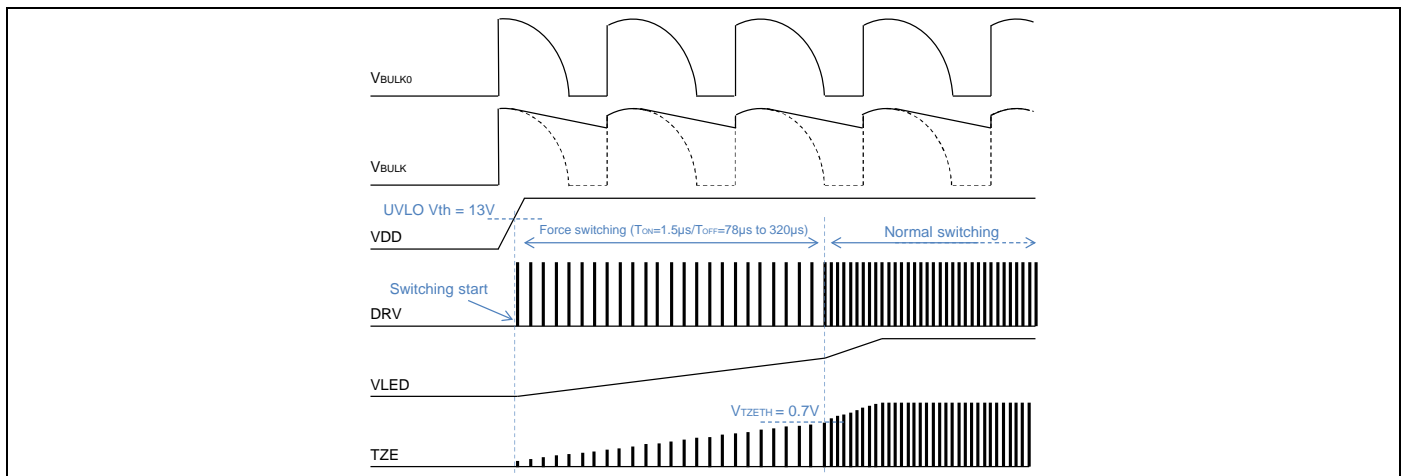 VBULK0
VBULK
UVLO Vth = 13V
VDD
Force switching (TON=1.5µs/TOFF=78µs to 320µs)
Normal switching
Switching start
DRV
VLED
VTZETH = 0.7V
TZE